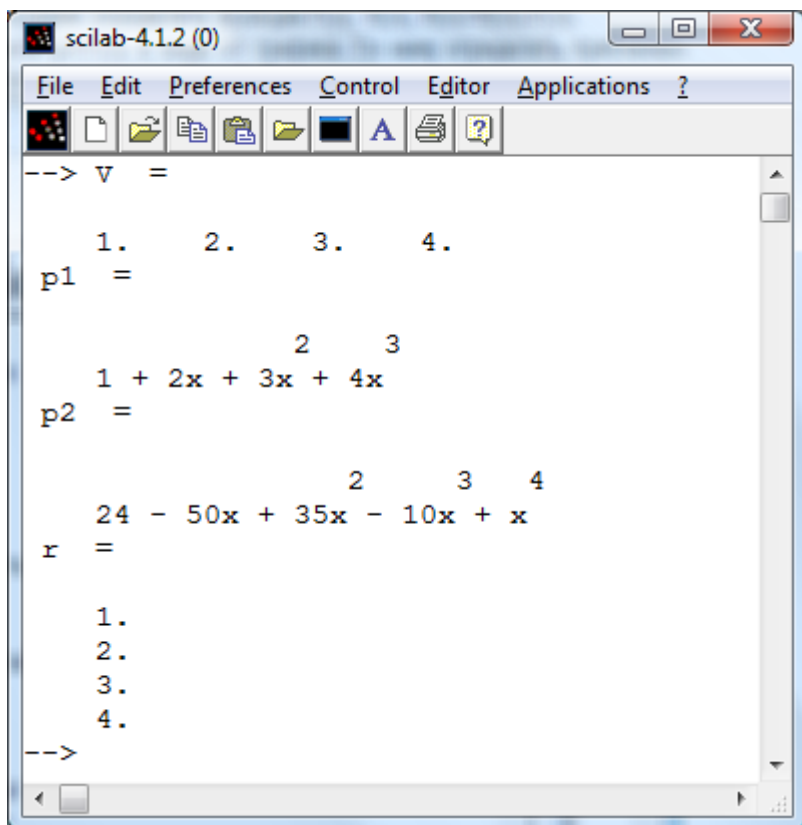 scilab-4.1.2 (0)
File Edit Preferences Control Editor Applications ?
--> V =
1. 2. 3. 4.
p1 =
2 3
1 + 2x + 3x + 4x
p2 =
2 3 4
24 - 50x + 35x - 10x + x
r =
1.
2.
3.
4.
-->